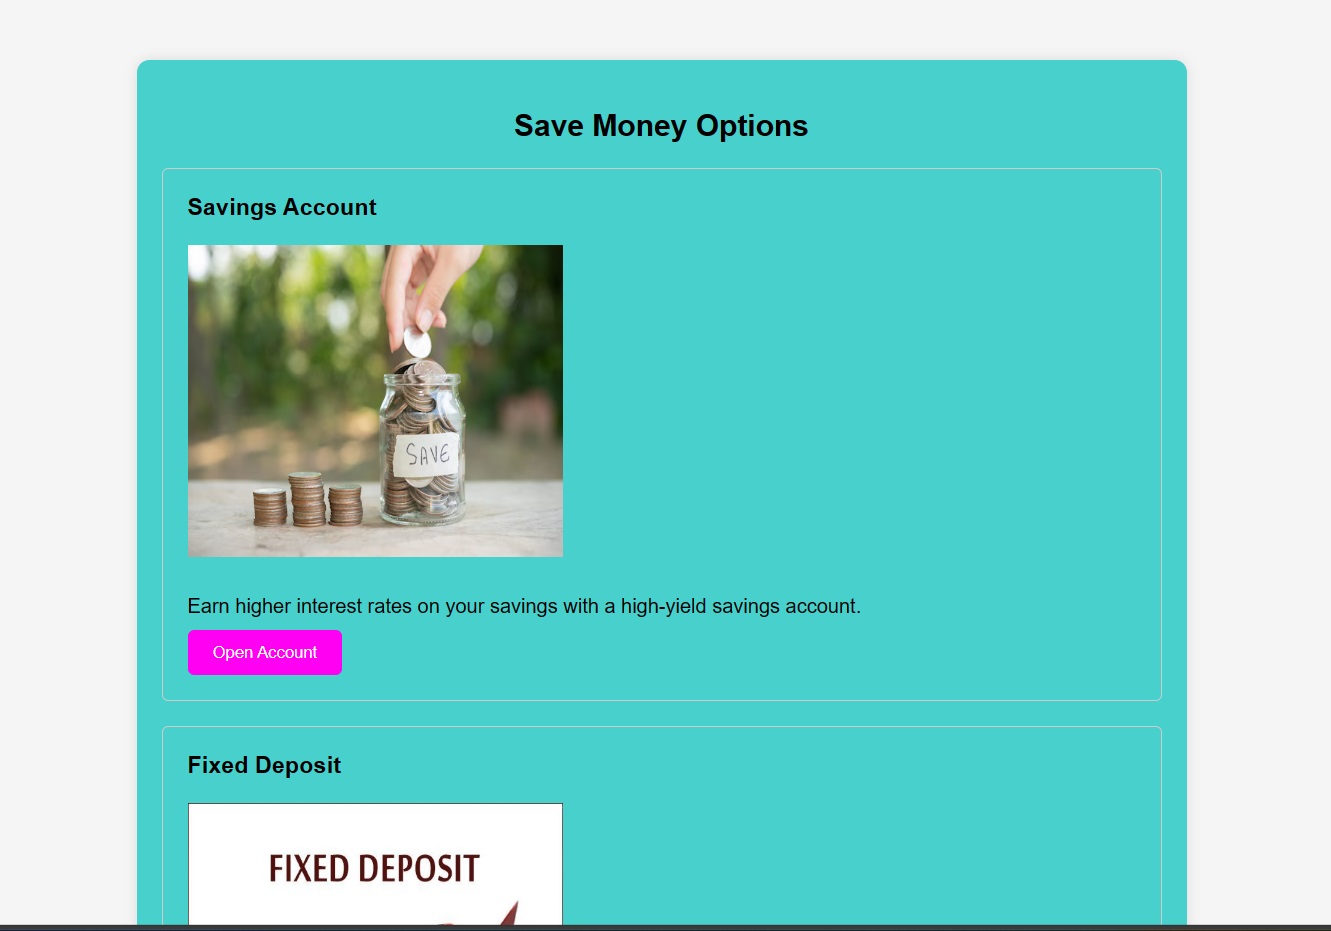 Save Money Options
Savings Account
SAVE
Earn higher interest rates on your savings with a high-yield savings account.
Open Account
Fixed Deposit
FIXED DEPOSIT